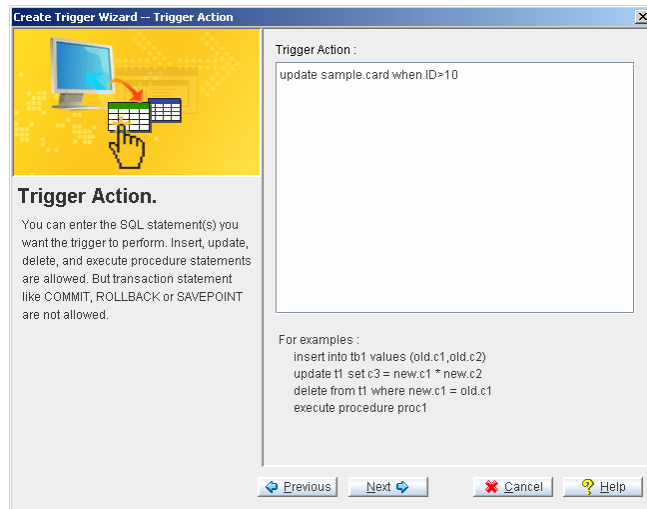 Create Trigger Wizard -- Trigger Action
Trigger Action.
You can enter the SQL statement(s) you
want the trigger to perform. Insert, update,
delete, and execute procedure statements
are allowed. But transaction statement
like COMMIT, ROLLBACK or SAVEPOINT
are not allowed.
Trigger Action :
update sample.card when ID>10
For examples :
insert into tb1 values (old.c1,old.c2)
update t1 set c3 = new.c1 * new.c2
delete from t1 where new.c1 = old.c1
execute procedure proc1
Previous Next Cancel Help